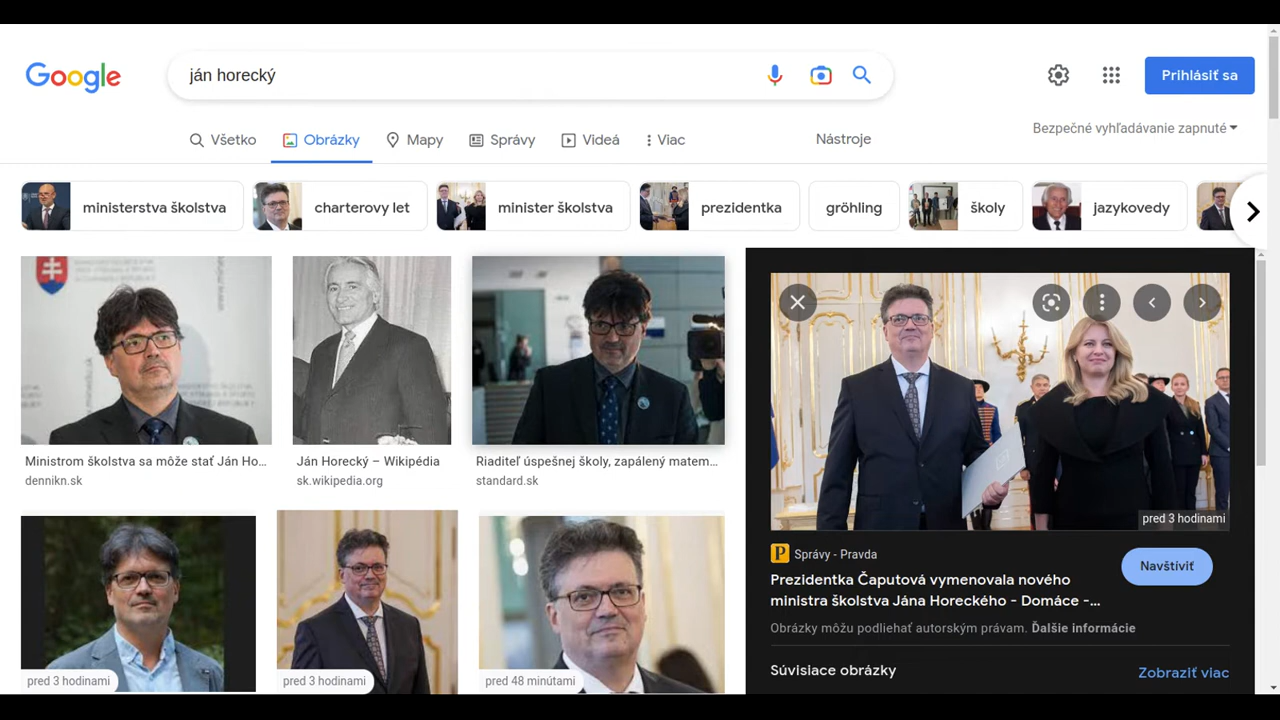 Google
ján horecký
Prihlásiť sa
Všetko
Obrázky
Mapy
Správy
Videá
Viac
Nástroje
Bezpečné vyhľadávanie zapnuté
ministerstva školstva
charterovy let
minister školstva
prezidentka
gröhling
školy
jazykovedy
Ministrom školstva sa môže stať Ján Ho...
dennikn.sk
Ján Horecký – Wikipédia
sk.wikipedia.org
Riaditeľ úspešnej školy, zapálený matem...
standard.sk
pred 3 hodinami
pred 3 hodinami
pred 48 minútami
pred 3 hodinami
P
Správy - Pravda
Prezidentka Čaputová vymenovala nového
ministra školstva Jána Horeckého - Domáce -...
Navštíviť
Obrázky môžu podliehať autorským právam. Ďalšie informácie
Súvisiace obrázky
Zobraziť viac